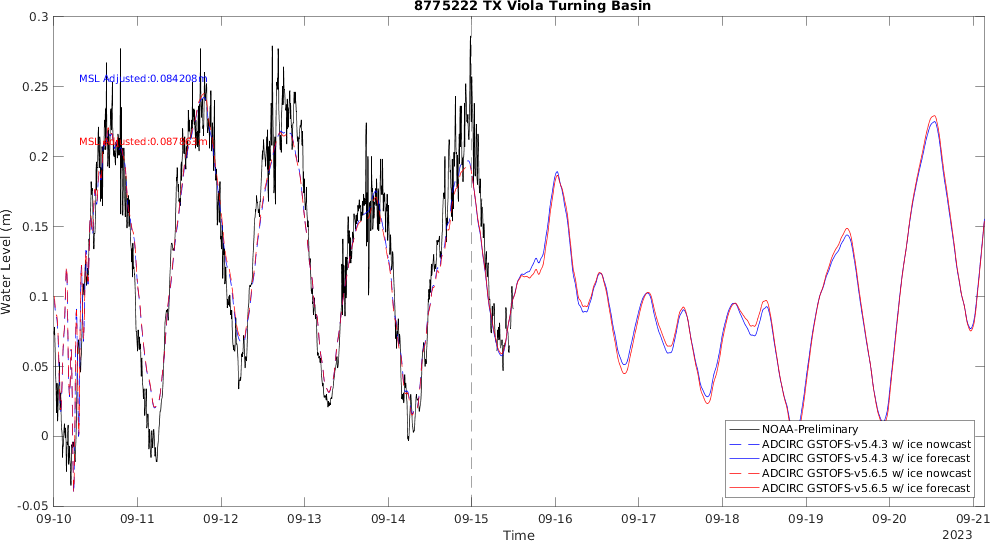 8775222 TX Viola Turning Basin
0.3
0.25
0.2
0.15
0.1
0.05
0
-0.05
Water Level (m)
MSL Adjusted:0.084208m
MSL Adjusted:
09-10 09-11 09-12 09-13 09-14 09-15 09-16 09-17 09-18 09-19 09-20 09-21
Time
2023
NOAA-Preliminary
ADCIRC GSTOFS-v5.4.3 w/ ice nowcast
ADCIRC GSTOFS-v5.4.3 w/ ice forecast
ADCIRC GSTOFS-v5.6.5 w/ ice nowcast
ADCIRC GSTOFS-v5.6.5 w/ ice forecast